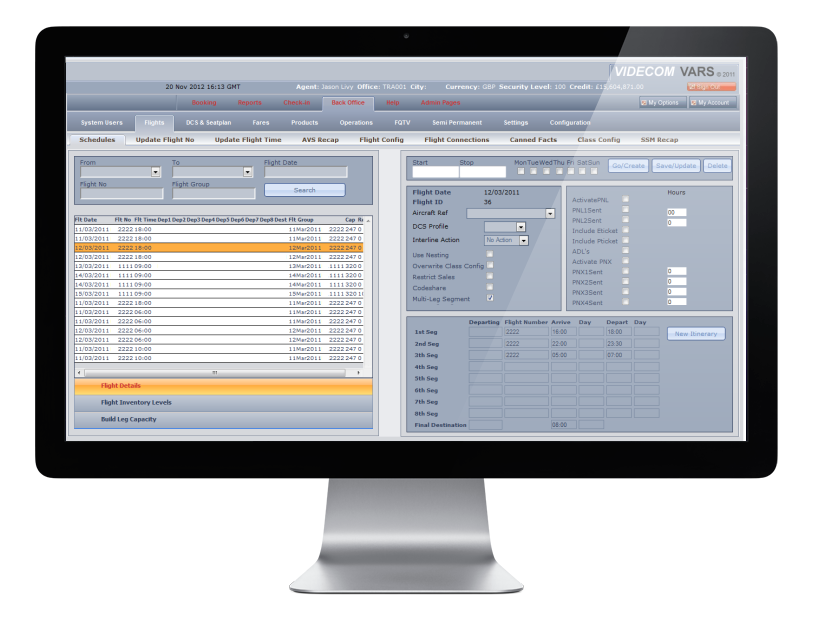 VIDECOM VARS © 2011
20 Nov 2012 16:13 GMT Agent: Jason Livy Office: TRA001 City: Currency: GBP Security Level: 100 Credit: £15,604,871.00 Sign Out
Booking Reports Check-in Back Office Help Admin Pages My Options My Account
System Users Flights DCS & Seatplan Fares Products Operations FQTV Semi Permanent Settings Configuration
Schedules Update Flight No Update Flight Time AVS Recap Flight Config Flight Connections Canned Facts Class Config SSM Recap
From To Flight Date
Flight No Flight Group Search
Flt Date Flt No Flt Time Dep1 Dep2 Dep3 Dep4 Dep5 Dep6 Dep7 Dep8 Dest Flt Group Cap
11/03/2011 2222 18:00 11Mar2011 2222 247 0
11/03/2011 2222 18:00 11Mar2011 2222 247 0
12/03/2011 2222 18:00 12Mar2011 2222 247 0
12/03/2011 2222 18:00 12Mar2011 2222 247 0
13/03/2011 1111 09:00 13Mar2011 1111 320 0
14/03/2011 1111 09:00 14Mar2011 1111 320 0
14/03/2011 1111 09:00 14Mar2011 1111 320 0
15/03/2011 1111 09:00 15Mar2011 1111 320
11/03/2011 2222 18:00 11Mar2011 2222 247 0
11/03/2011 2222 06:00 11Mar2011 2222 247 0
11/03/2011 2222 06:00 11Mar2011 2222 247 0
12/03/2011 2222 06:00 12Mar2011 2222 247 0
12/03/2011 2222 06:00 12Mar2011 2222 247 0
11/03/2011 2222 10:00 11Mar2011 2222 247 0
11/03/2011 2222 10:00 11Mar2011 2222 247 0
Flight Details
Flight Inventory Levels
Build Leg Capacity
Start Stop Mon Tue Wed Thu Fri Sat Sun Go/Create Save/Update Delete
Flight Date 12/03/2011
Flight ID 36
Aircraft Ref
DCS Profile
Interline Action No Action
Use Nesting
Overwrite Class Config
Restrict Sales
Codeshare
Multi-Leg Segment
Hours
ActivatePNL
PNL1Sent 00
PNL2Sent 0
Include Eticket
Include Pticket
ADL's
Activate PNX
PNX1Sent 0
PNX2Sent 0
PNX3Sent 0
PNX4Sent 0
Departing Flight Number Arrive Day Depart Day
1st Seg 2222 16:00 18:00 New Itinerary
2nd Seg 2222 22:00 23:30
3th Seg 2222 05:00 07:00
4th Seg
5th Seg
6th Seg
7th Seg
8th Seg
Final Destination 08:00